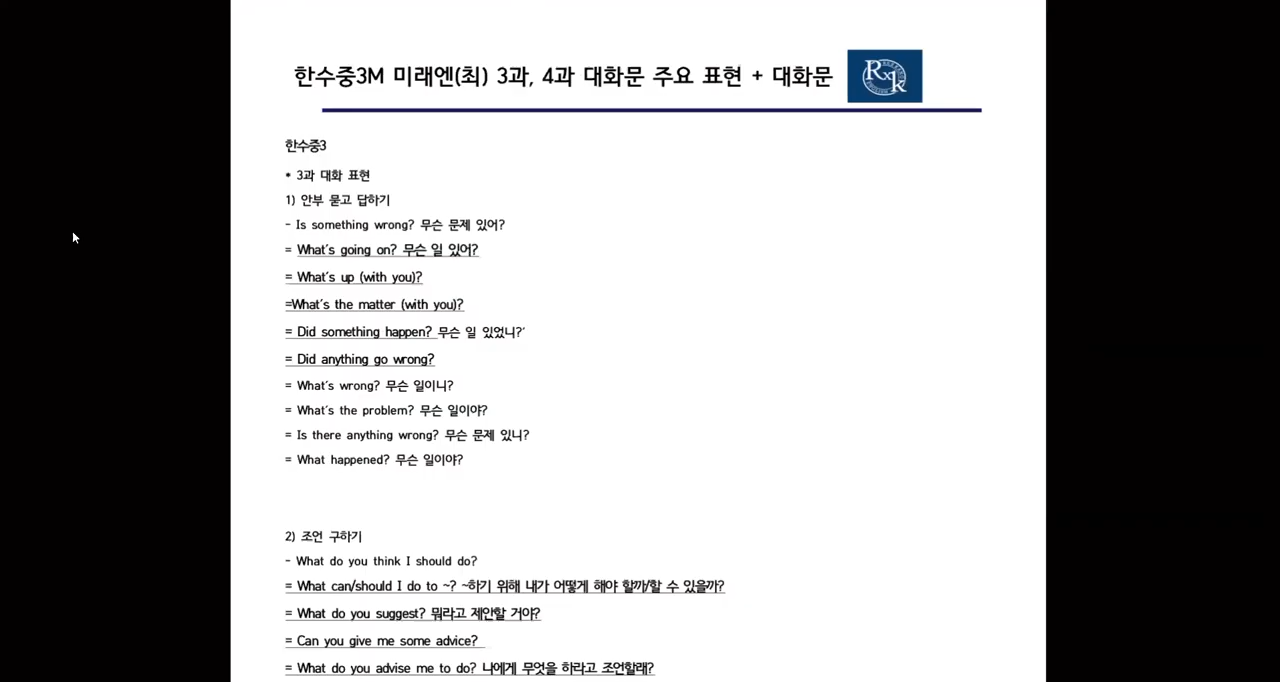 한수중3M 미래엔(최) 3과, 4과 대화문 주요 표현 + 대화문
한수중3
* 3과 대화 표현
1) 안부 묻고 답하기
- Is something wrong? 무슨 문제 있어?
= What's going on? 무슨 일 있어?
= What's up (with you)?
=What's the matter (with you)?
= Did something happen? 무슨 일 있었니?'
= Did anything go wrong?
= What's wrong? 무슨 일이니?
= What's the problem? 무슨 일이야?
= Is there anything wrong? 무슨 문제 있니?
= What happened? 무슨 일이야?
2) 조언 구하기
- What do you think I should do?
= What can/should I do to ~? ~하기 위해 내가 어떻게 해야 할까/할 수 있을까?
= What do you suggest? 뭐라고 제안할 거야?
= Can you give me some advice?
= What do you advise me to do? 나에게 무엇을 하라고 조언할래?